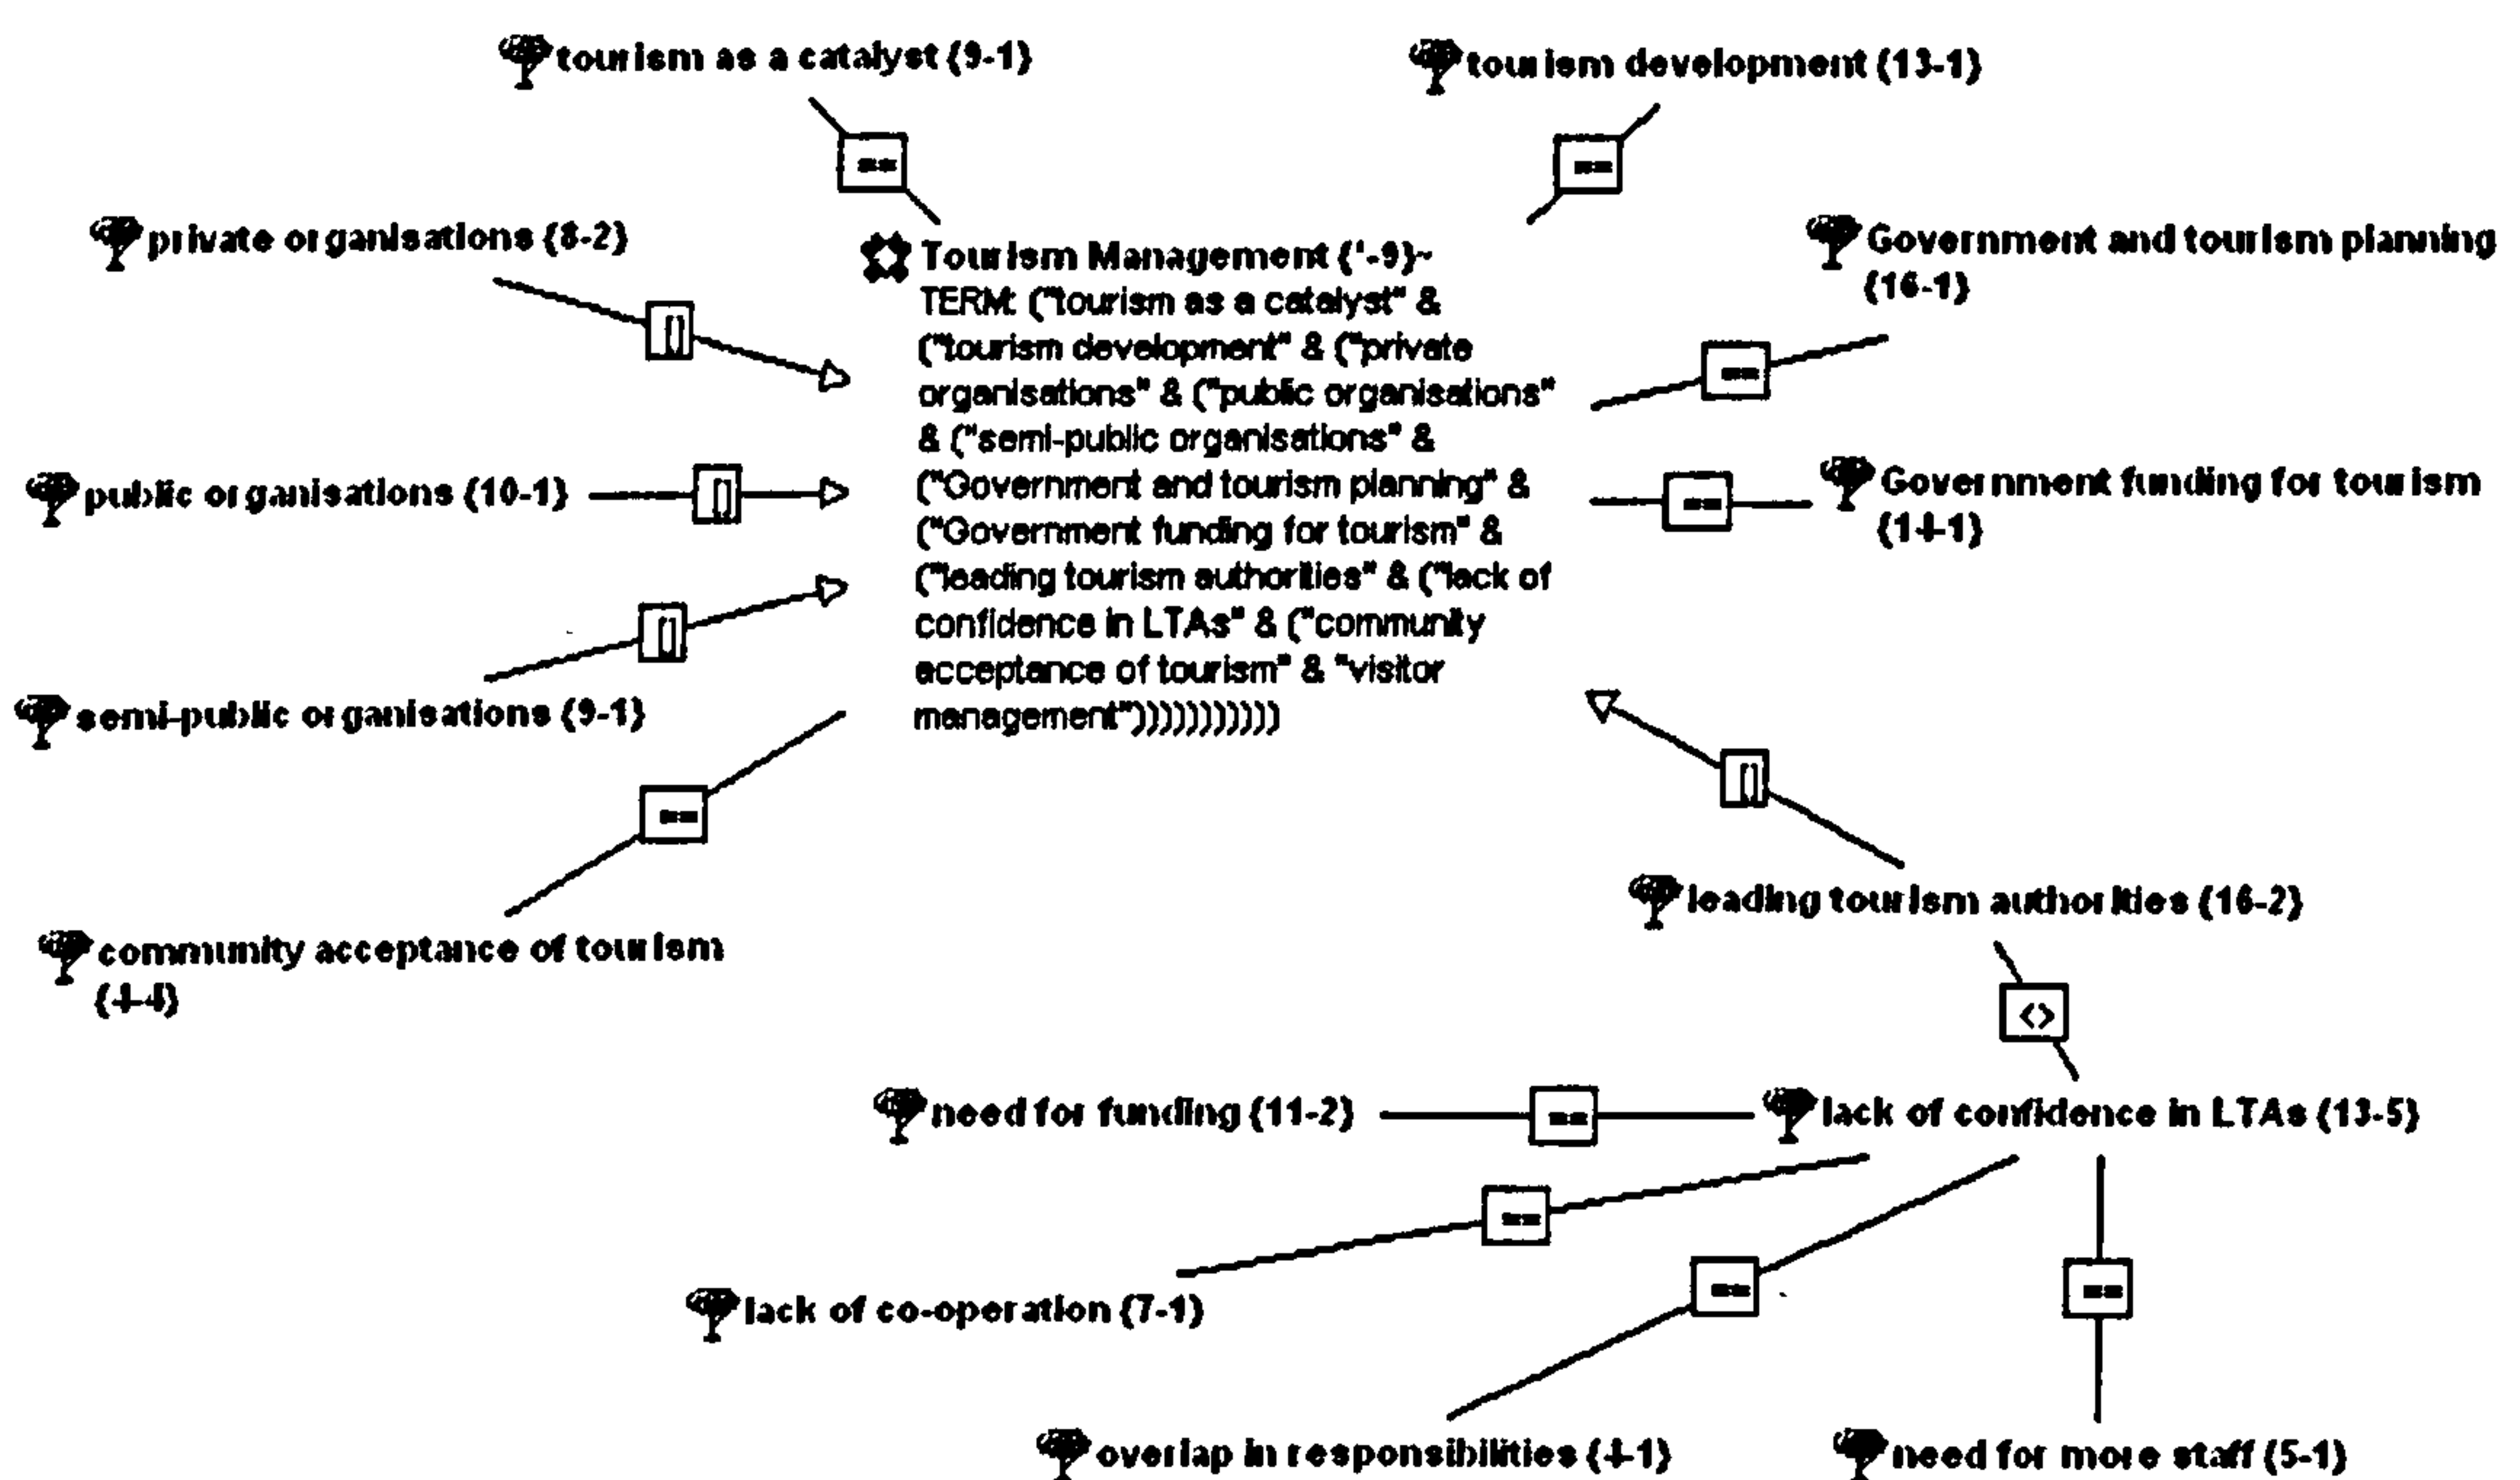 tourism as a catalyst {9-1}
tourism development {13-1}
==
==
private organisations {8-2}
Government and tourism planning
{16-1}
Tourism Management {'-9}~
TERM: ("tourism as a catalyst" &
("tourism development" & ("private
organisations" & ("public organisations"
& ("semi-public organisations" &
("Government and tourism planning" &
("Government funding for tourism" &
("leading tourism authorities" & ("lack of
confidence in LTAs" & ("community
acceptance of tourism" & "visitor
management")))))))))))
[]
==
public organisations {10-1}
[]
==
Government funding for tourism
{14-1}
[]
semi-public organisations {9-1}
==
[]
community acceptance of tourism
leading tourism authorities {16-2}
<>
need for funding {11-2}
==
lack of confidence in LTAs {13-5}
==
lack of co-operation {7-1}
==
==
overlap in responsibilities {4-1}
need for more staff {5-1}